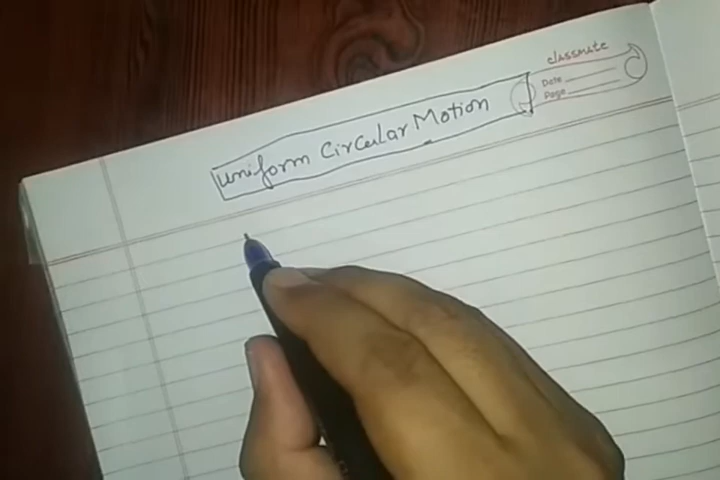 classmate
Date
Page
uniform Circular Motion